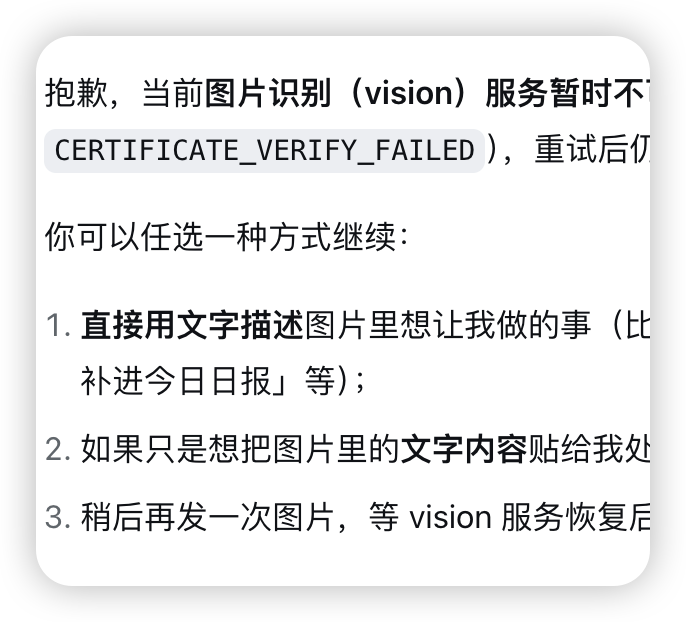 抱歉，当前图片识别（vision）服务暂时不
CERTIFICATE_VERIFY_FAILED），重试后仍
你可以任选一种方式继续：
1. 直接用文字描述图片里想让我做的事（比
补进今日日报」等）；
2. 如果只是想把图片里的文字内容贴给我处
3. 稍后再发一次图片，等 vision 服务恢复后